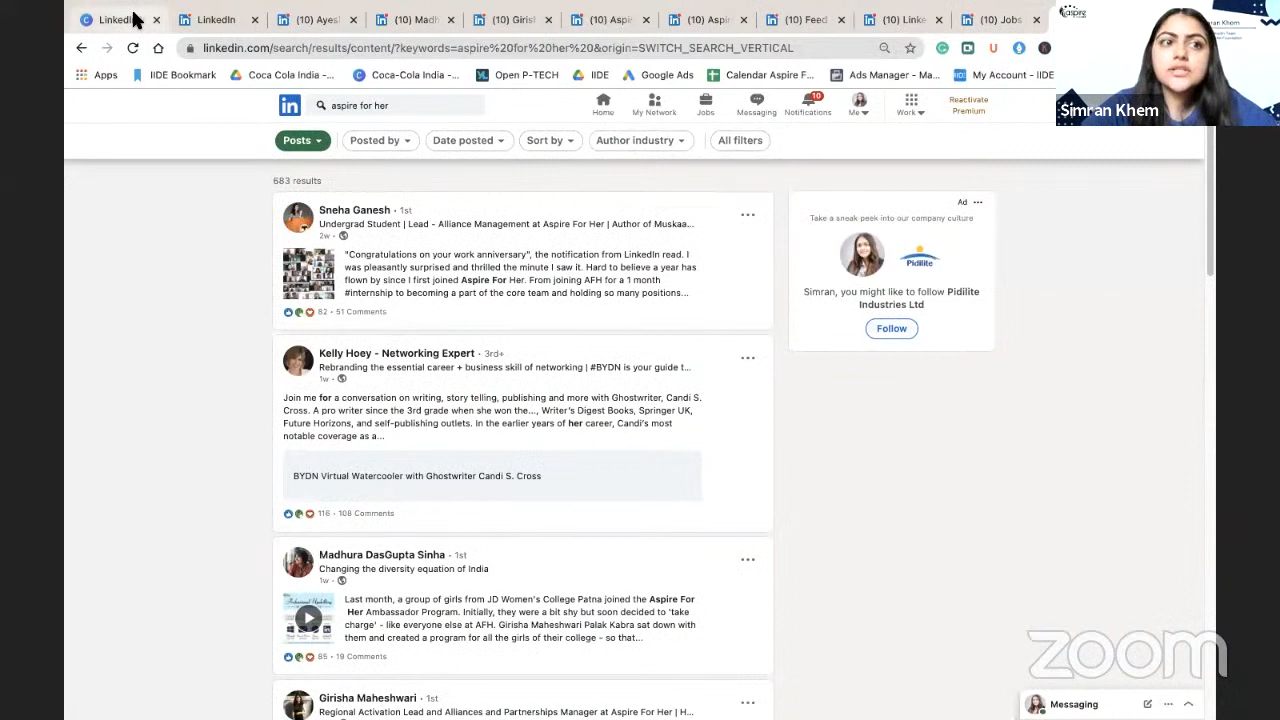 LinkedIn
LinkedIn
(10) Ayes
(10) Madh
(10) Girish
(10) Aspir
(10) Aspir
(10) Feed
(10) Linke
(10) Jobs
linkedin.com/search/results/content/?keywords=aspire%20for%20her%20&origin=SWITCH_SEARCH_VERTICAL
Apps
IIDE Bookmark
Coca Cola India -...
Coca-Cola India -...
Open P-TECH
IIDE
Google Ads
Calendar Aspire F...
Ads Manager - Ma...
My Account - IIDE
aspire
Simran Khem
in
aspire for her
Home
My Network
Jobs
Messaging
10
Notifications
Me
Work
Reactivate
Premium
Posts
Posted by
Date posted
Sort by
Author industry
All filters
683 results
Sneha Ganesh · 1st
Undergrad Student | Lead - Alliance Management at Aspire For Her | Author of Muskaa...
2w ·
"Congratulations on your work anniversary", the notification from LinkedIn read. I
was pleasantly surprised and thrilled the minute I saw it. Hard to believe a year has
flown by since I first joined Aspire For Her. From joining AFH for a 1 month
#internship to becoming a part of the core team and holding so many positions...
82 · 51 Comments
Ad
Take a sneak peek into our company culture
Pidilite
Simran, you might like to follow Pidilite
Industries Ltd
Follow
Kelly Hoey - Networking Expert · 3rd+
Rebranding the essential career + business skill of networking | #BYDN is your guide t...
1w ·
Join me for a conversation on writing, story telling, publishing and more with Ghostwriter, Candi S.
Cross. A pro writer since the 3rd grade when she won the..., Writer's Digest Books, Springer UK,
Future Horizons, and self-publishing outlets. In the earlier years of her career, Candi's most
notable coverage as a...
BYDN Virtual Watercooler with Ghostwriter Candi S. Cross
116 · 108 Comments
Madhura DasGupta Sinha · 1st
Changing the diversity equation of India
1w ·
Last month, a group of girls from JD Women's College Patna joined the Aspire For
Her Ambassador Program. Initially, they were a bit shy but soon decided to 'take
charge' - like everyone else at AFH. Girisha Maheshwari Palak Kabra sat down with
them and created a program for all the girls of their college - so that...
85 · 19 Comments
Girisha Maheshwari · 1st
Regional Activation Lead and Alliances and Partnerships Manager at Aspire For Her | H...
zoom
Messaging